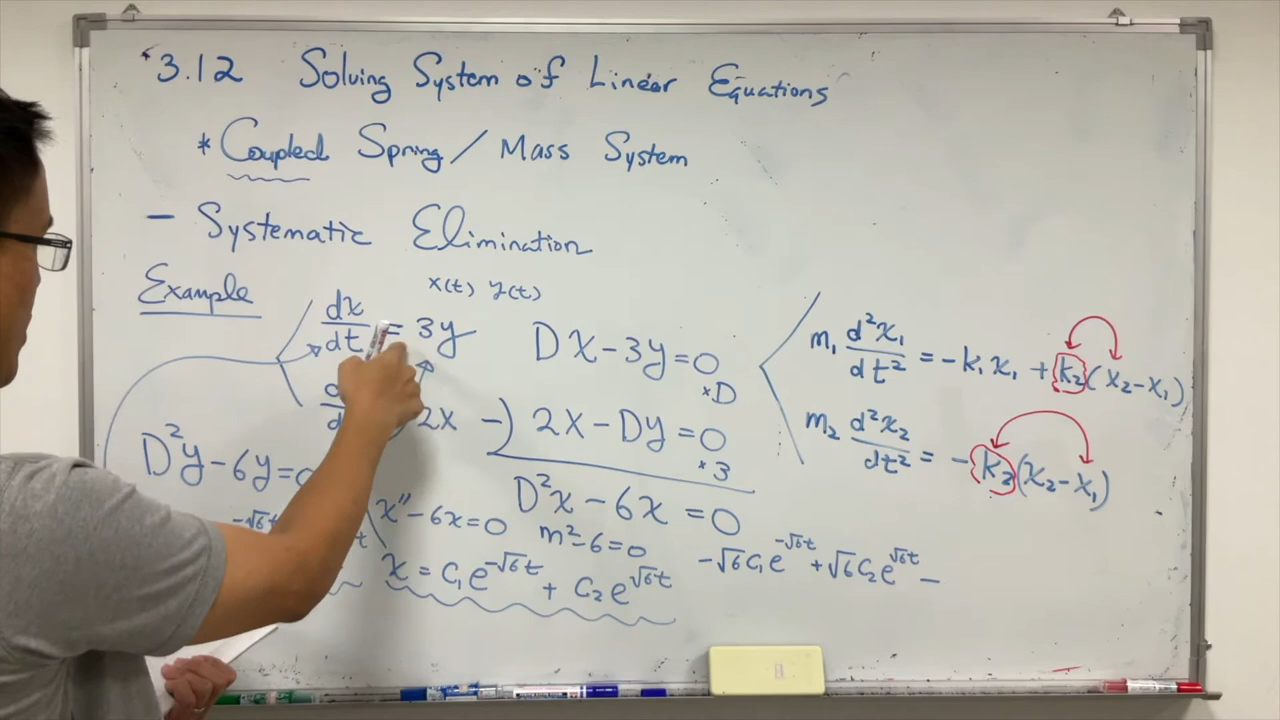 3.12 Solving System of Linear Equations
* Coupled Spring / Mass System
- Systematic Elimination
Example
x(t) y(t)
dx/dt = 3y
2x
Dx - 3y = 0
×D
-) 2x - Dy = 0
×3
D²x - 6x = 0
D²y - 6y = 0
x'' - 6x = 0
m² - 6 = 0
-√6t
t
x = c₁e^(-√6t) + c₂e^(√6t)
-√6c₁e^(-√6t) + √6c₂e^(√6t) -
m₁ d²x₁/dt² = -k₁x₁ + k₂(x₂-x₁)
m₂ d²x₂/dt² = -k₂(x₂-x₁)